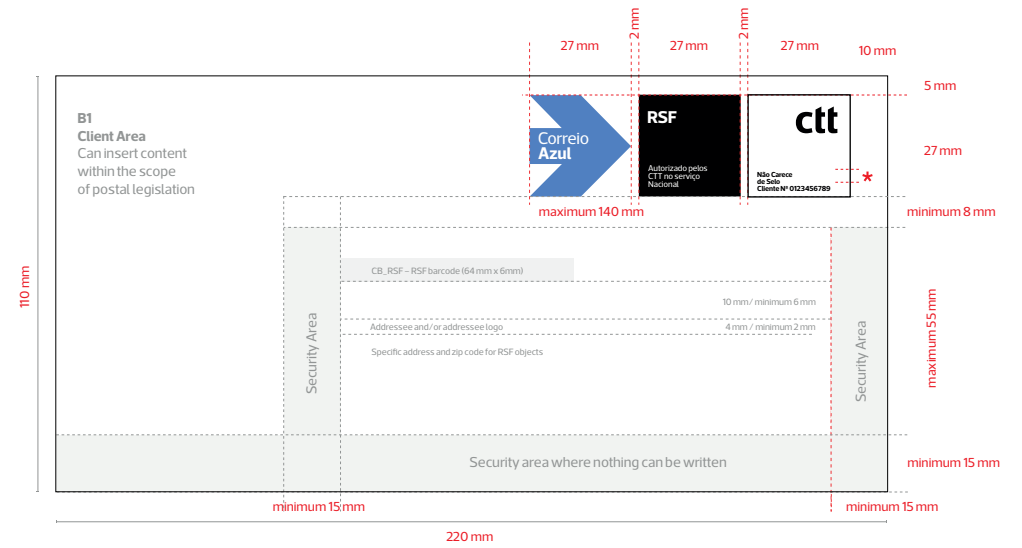 27 mm
2 mm
27 mm
2 mm
27 mm
10 mm
5 mm
B1
Client Area
Can insert content
within the scope
of postal legislation
Correio
Azul
RSF
Autorizado pelos
CTT no serviço
Nacional
ctt
Não Carece
de Selo
Cliente Nº 0123456789
*
27 mm
maximum 140 mm
minimum 8 mm
110 mm
CB_RSF – RSF barcode (64 mm x 6mm)
10 mm/ minimum 6 mm
Addressee and/or addressee logo
4 mm / minimum 2 mm
Specific address and zip code for RSF objects
Security Area
Security Area
maximum 55 mm
Security area where nothing can be written
minimum 15 mm
minimum 15 mm
minimum 15 mm
220 mm